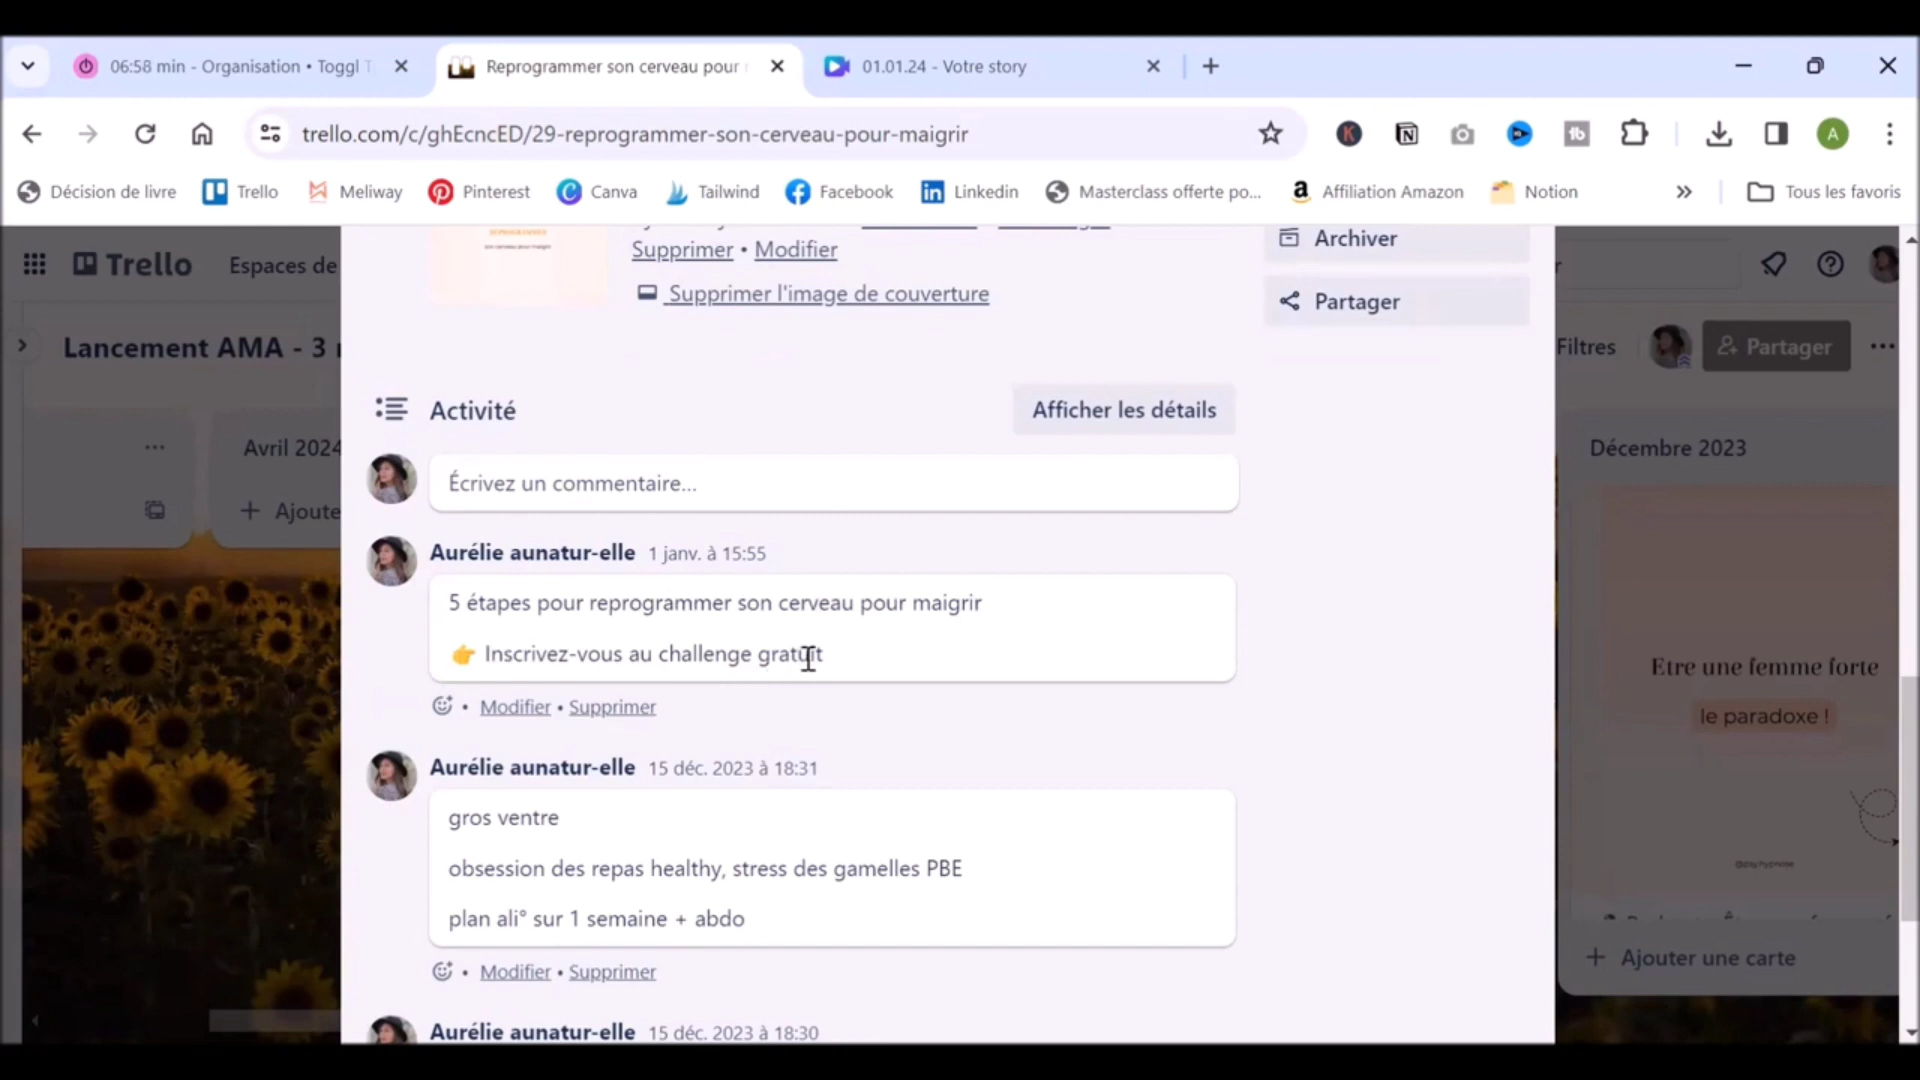 06:58 min - Organisation • Toggl T
Reprogrammer son cerveau pour
01.01.24 - Votre story
trello.com/c/ghEcncED/29-reprogrammer-son-cerveau-pour-maigrir
Décision de livre
Trello
Meliway
Pinterest
Canva
Tailwind
Facebook
Linkedin
Masterclass offerte po...
Affiliation Amazon
Notion
Tous les favoris
Trello
Espaces de
REPROGRAMMER
son cerveau pour maigrir
Supprimer • Modifier
Supprimer l'image de couverture
Archiver
Partager
Lancement AMA - 3
Filtres
Partager
Avril 2024
Ajoute
Activité
Afficher les détails
Écrivez un commentaire...
Aurélie aunatur-elle 1 janv. à 15:55
5 étapes pour reprogrammer son cerveau pour maigrir
👉 Inscrivez-vous au challenge gratuit
• Modifier • Supprimer
Aurélie aunatur-elle 15 déc. 2023 à 18:31
gros ventre
obsession des repas healthy, stress des gamelles PBE
plan ali° sur 1 semaine + abdo
• Modifier • Supprimer
Aurélie aunatur-elle 15 déc. 2023 à 18:30
Décembre 2023
Etre une femme forte
le paradoxe !
@psyhypnose
+ Ajouter une carte